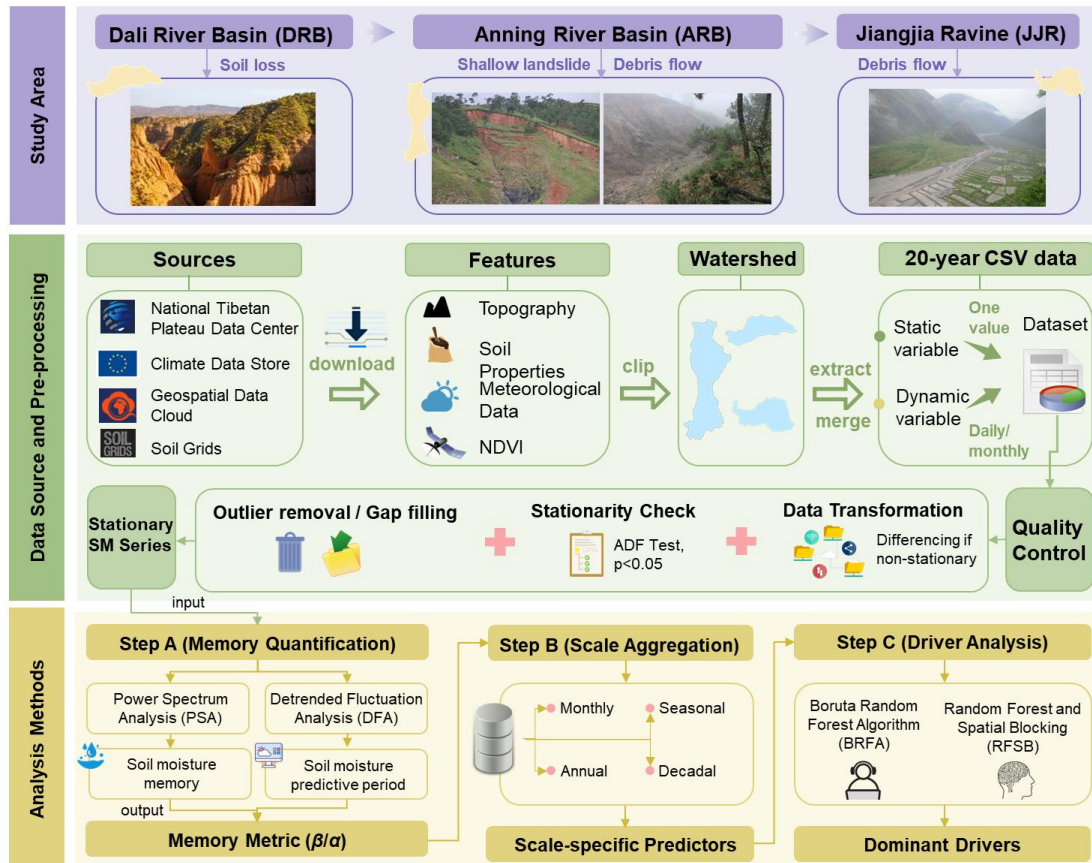 Study Area
Dali River Basin (DRB)
Anning River Basin (ARB)
Jiangjia Ravine (JJR)
Soil loss
Shallow landslide
Debris flow
Debris flow
Data Source and Pre-processing
Sources
Features
Watershed
20-year CSV data
National Tibetan
Plateau Data Center
Climate Data Store
Geospatial Data
Cloud
SOIL
GRIDS
Soil Grids
download
Topography
Soil
Properties
Meteorological
Data
NDVI
clip
extract
merge
Static
variable
One
value
Dataset
Dynamic
variable
Daily/
monthly
Stationary
SM Series
Outlier removal / Gap filling
Stationarity Check
ADF Test,
p<0.05
Data Transformation
Differencing if
non-stationary
Quality
Control
input
Analysis Methods
Step A (Memory Quantification)
Step B (Scale Aggregation)
Step C (Driver Analysis)
Power Spectrum
Analysis (PSA)
Detrended Fluctuation
Analysis (DFA)
Soil moisture
memory
Soil moisture
predictive period
output
Memory Metric (β/α)
Monthly
Seasonal
Annual
Decadal
Scale-specific Predictors
Boruta Random
Forest Algorithm
(BRFA)
Random Forest and
Spatial Blocking
(RFSB)
Dominant Drivers